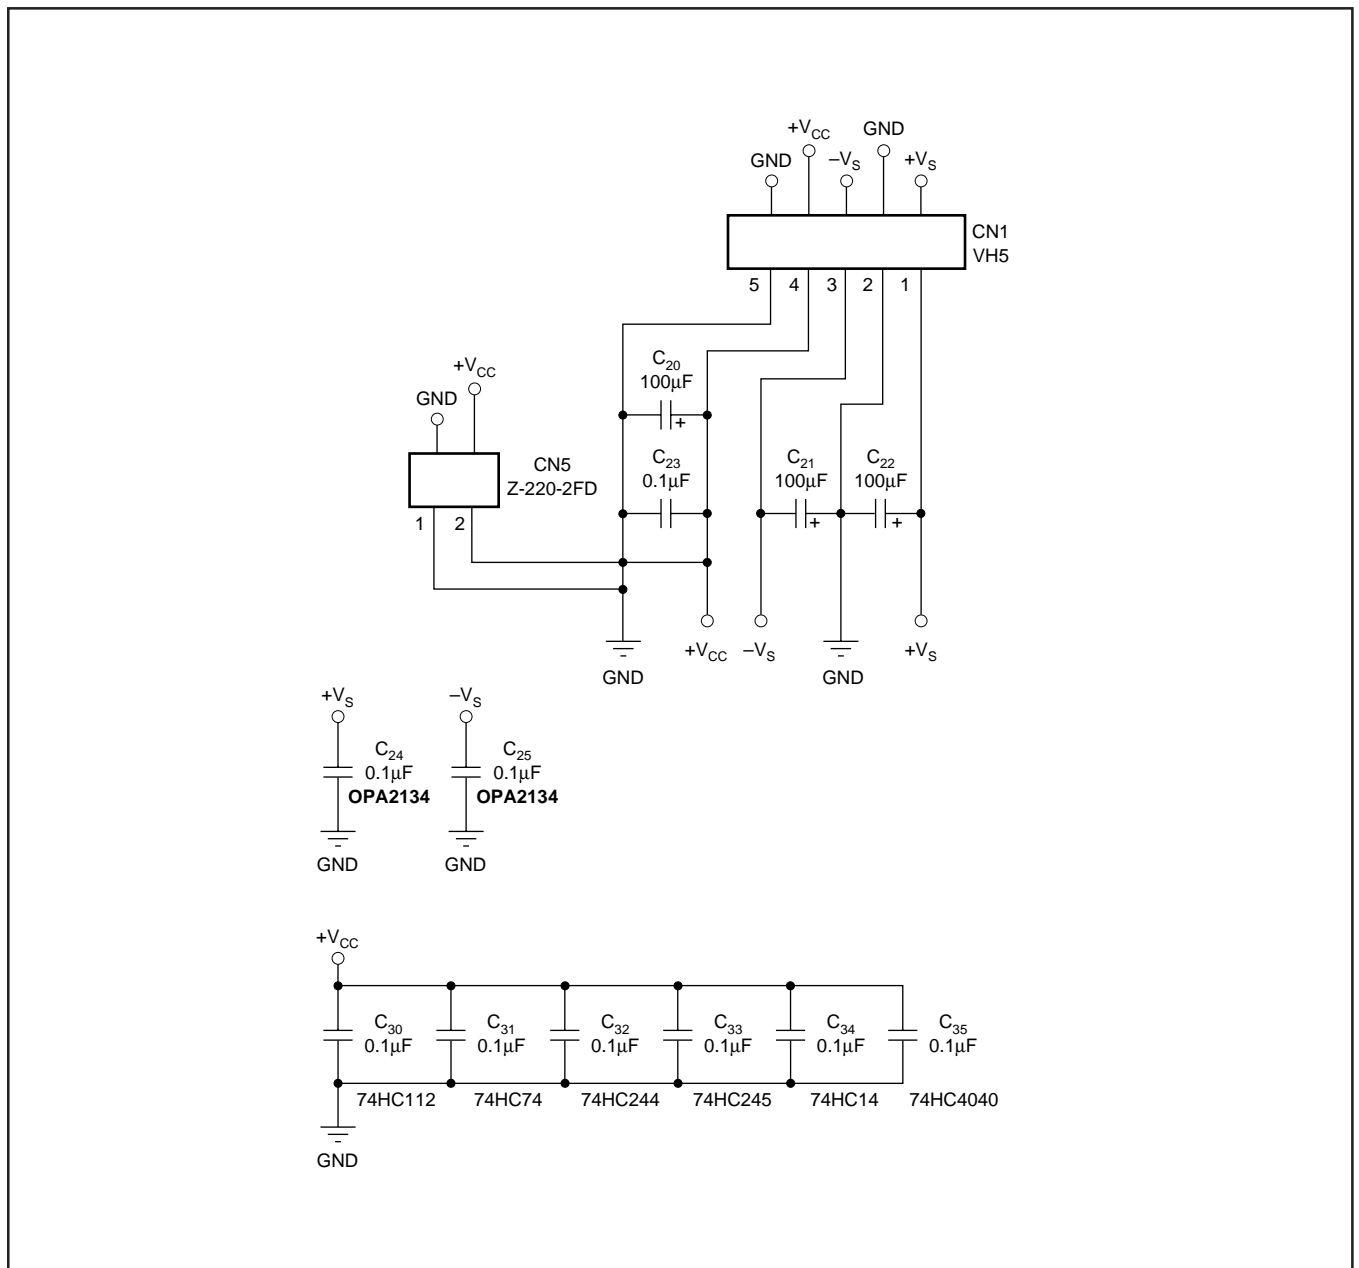 +VCC GND
GND –VS +VS
CN1
VH5
5 4 3 2 1
C20
100µF
+
+VCC
GND
CN5
Z-220-2FD
1 2
C23
0.1µF
C21
100µF
+
C22
100µF
+
GND
+VCC
–VS
GND
+VS
+VS
C24
0.1µF
OPA2134
GND
–VS
C25
0.1µF
OPA2134
GND
+VCC
C30
0.1µF
74HC112
C31
0.1µF
74HC74
C32
0.1µF
74HC244
C33
0.1µF
74HC245
C34
0.1µF
74HC14
C35
0.1µF
74HC4040
GND